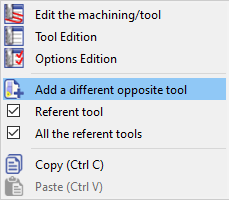 Edit the machining/tool
Tool Edition
Options Edition
Add a different opposite tool
Referent tool
All the referent tools
Copy (Ctrl C)
Paste (Ctrl V)